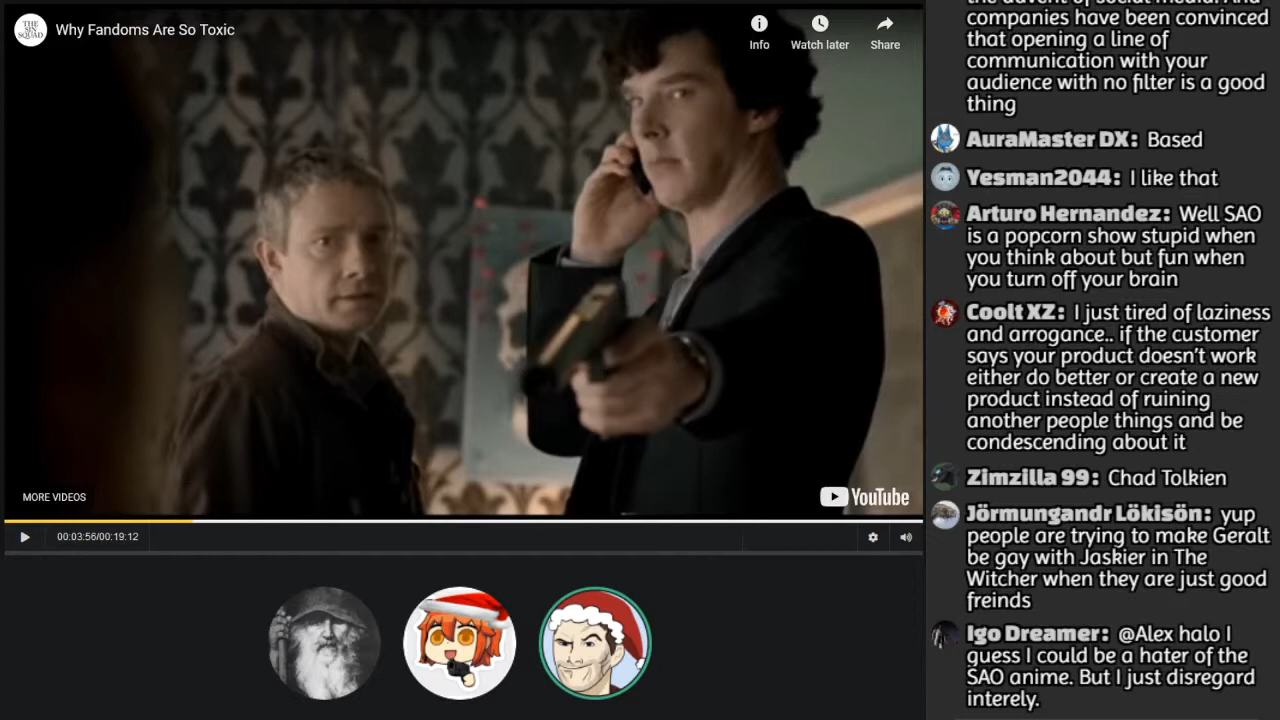 THE
SIN
SQUAD
Why Fandoms Are So Toxic
Info
Watch later
Share
MORE VIDEOS
YouTube
00:03:56/00:19:12
companies have been convinced
that opening a line of
communication with your
audience with no filter is a good
thing
AuraMaster DX: Based
Yesman2044: I like that
Arturo Hernandez: Well SAO
is a popcorn show stupid when
you think about but fun when
you turn off your brain
Coolt XZ: I just tired of laziness
and arrogance.. if the customer
says your product doesn't work
either do better or create a new
product instead of ruining
another people things and be
condescending about it
Zimzilla 99: Chad Tolkien
Jörmungandr Lökisön: yup
people are trying to make Geralt
be gay with Jaskier in The
Witcher when they are just good
freinds
Igo Dreamer: @Alex halo I
guess I could be a hater of the
SAO anime. But I just disregard
interely.